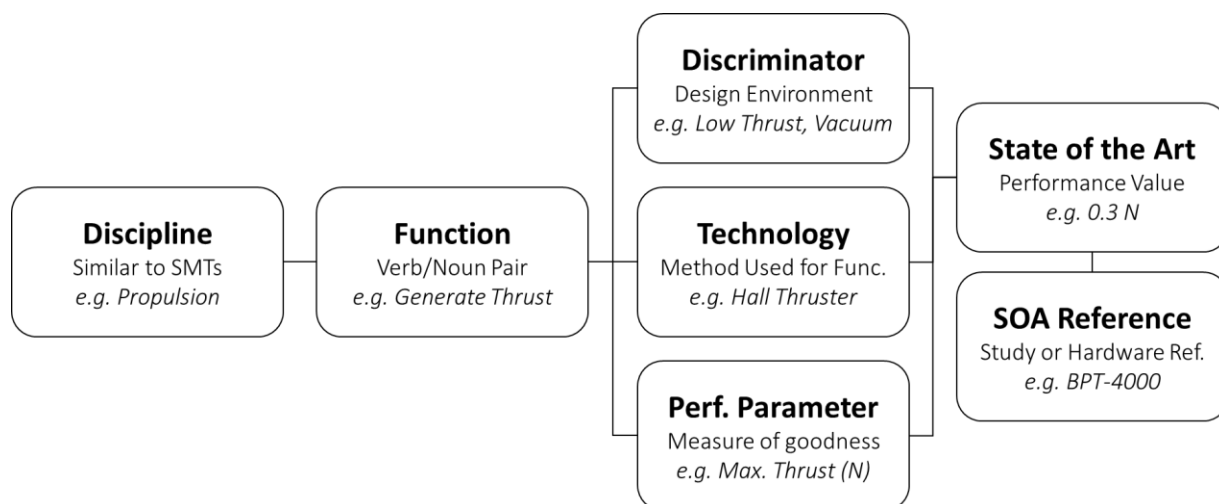 Discipline
Similar to SMTs
e.g. Propulsion
Function
Verb/Noun Pair
e.g. Generate Thrust
Discriminator
Design Environment
e.g. Low Thrust, Vacuum
Technology
Method Used for Func.
e.g. Hall Thruster
Perf. Parameter
Measure of goodness
e.g. Max. Thrust (N)
State of the Art
Performance Value
e.g. 0.3 N
SOA Reference
Study or Hardware Ref.
e.g. BPT-4000